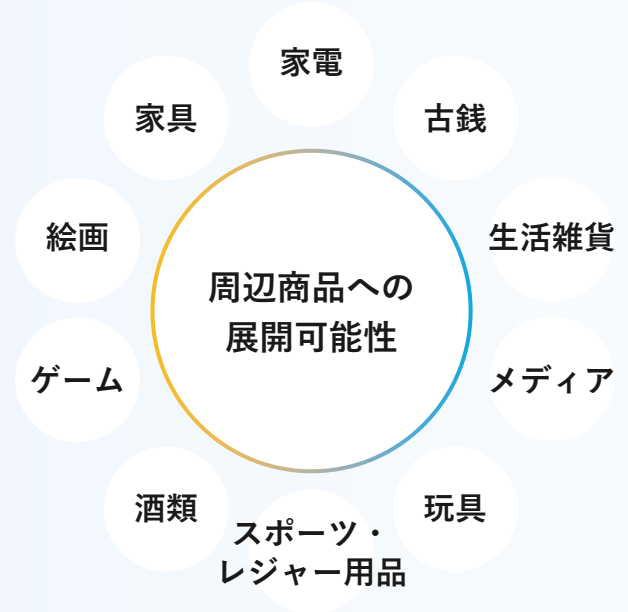 家電
家具
古銭
絵画
生活雑貨
周辺商品への
展開可能性
ゲーム
メディア
酒類
玩具
スポーツ・
レジャー用品